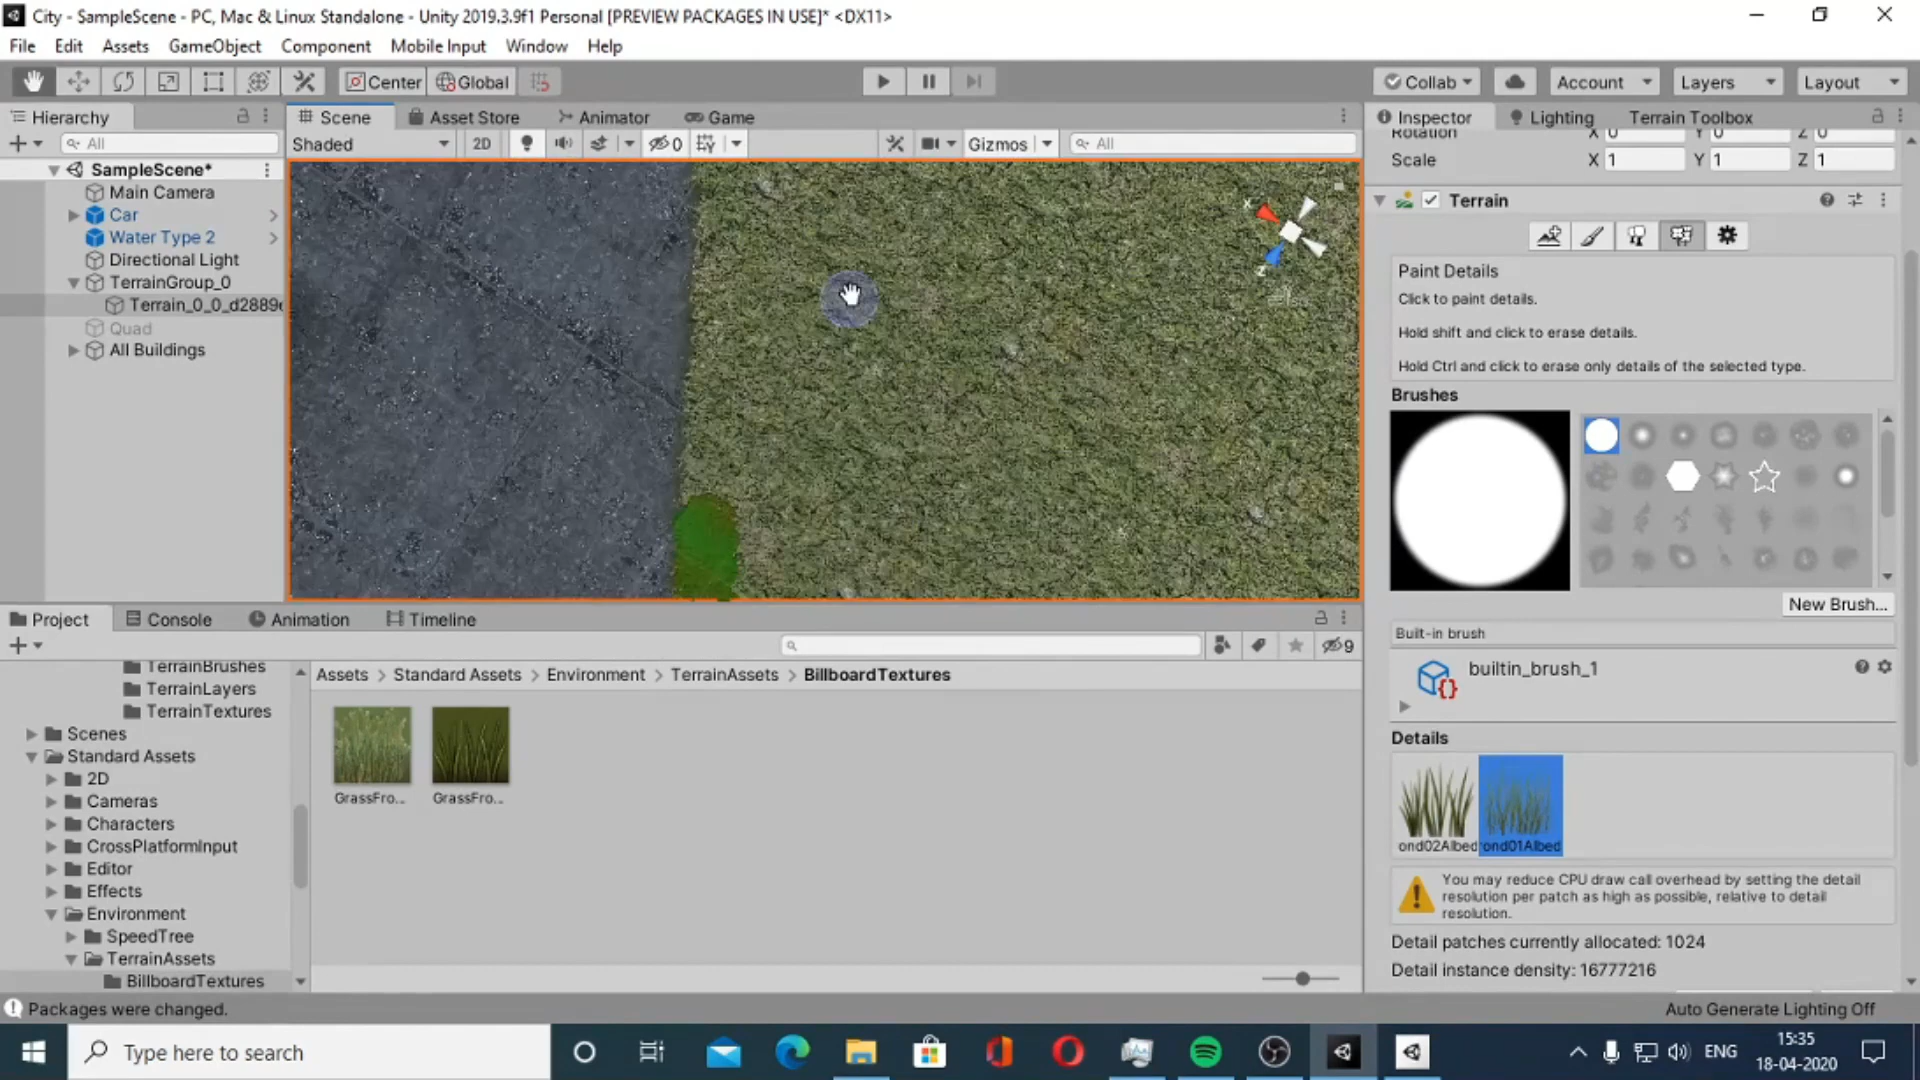 City - SampleScene - PC, Mac & Linux Standalone - Unity 2019.3.9f1 Personal [PREVIEW PACKAGES IN USE]* <DX11>
File Edit Assets GameObject Component Mobile Input Window Help
Center Global Collab Account Layers Layout
Hierarchy
All
SampleScene*
Main Camera
Car
Water Type 2
Directional Light
TerrainGroup_0
Terrain_0_0_d2889
Quad
All Buildings
Scene Asset Store Animator Game
Shaded 2D 0 Gizmos All
x
z
Inspector Lighting Terrain Toolbox
Rotation X 0 Y 0 Z 0
Scale X 1 Y 1 Z 1
Terrain
Paint Details
Click to paint details.
Hold shift and click to erase details.
Hold Ctrl and click to erase only details of the selected type.
Brushes
New Brush...
Built-in brush
builtin_brush_1
Details
ond02Albed ond01Albed
You may reduce CPU draw call overhead by setting the detail
resolution per patch as high as possible, relative to detail
resolution.
Detail patches currently allocated: 1024
Detail instance density: 16777216
Project Console Animation Timeline
9
TerrainBrushes
TerrainLayers
TerrainTextures
Scenes
Standard Assets
2D
Cameras
Characters
CrossPlatformInput
Editor
Effects
Environment
SpeedTree
TerrainAssets
BillboardTextures
Assets > Standard Assets > Environment > TerrainAssets > BillboardTextures
GrassFro... GrassFro...
Packages were changed.
Auto Generate Lighting Off
Type here to search
ENG
15:35
18-04-2020